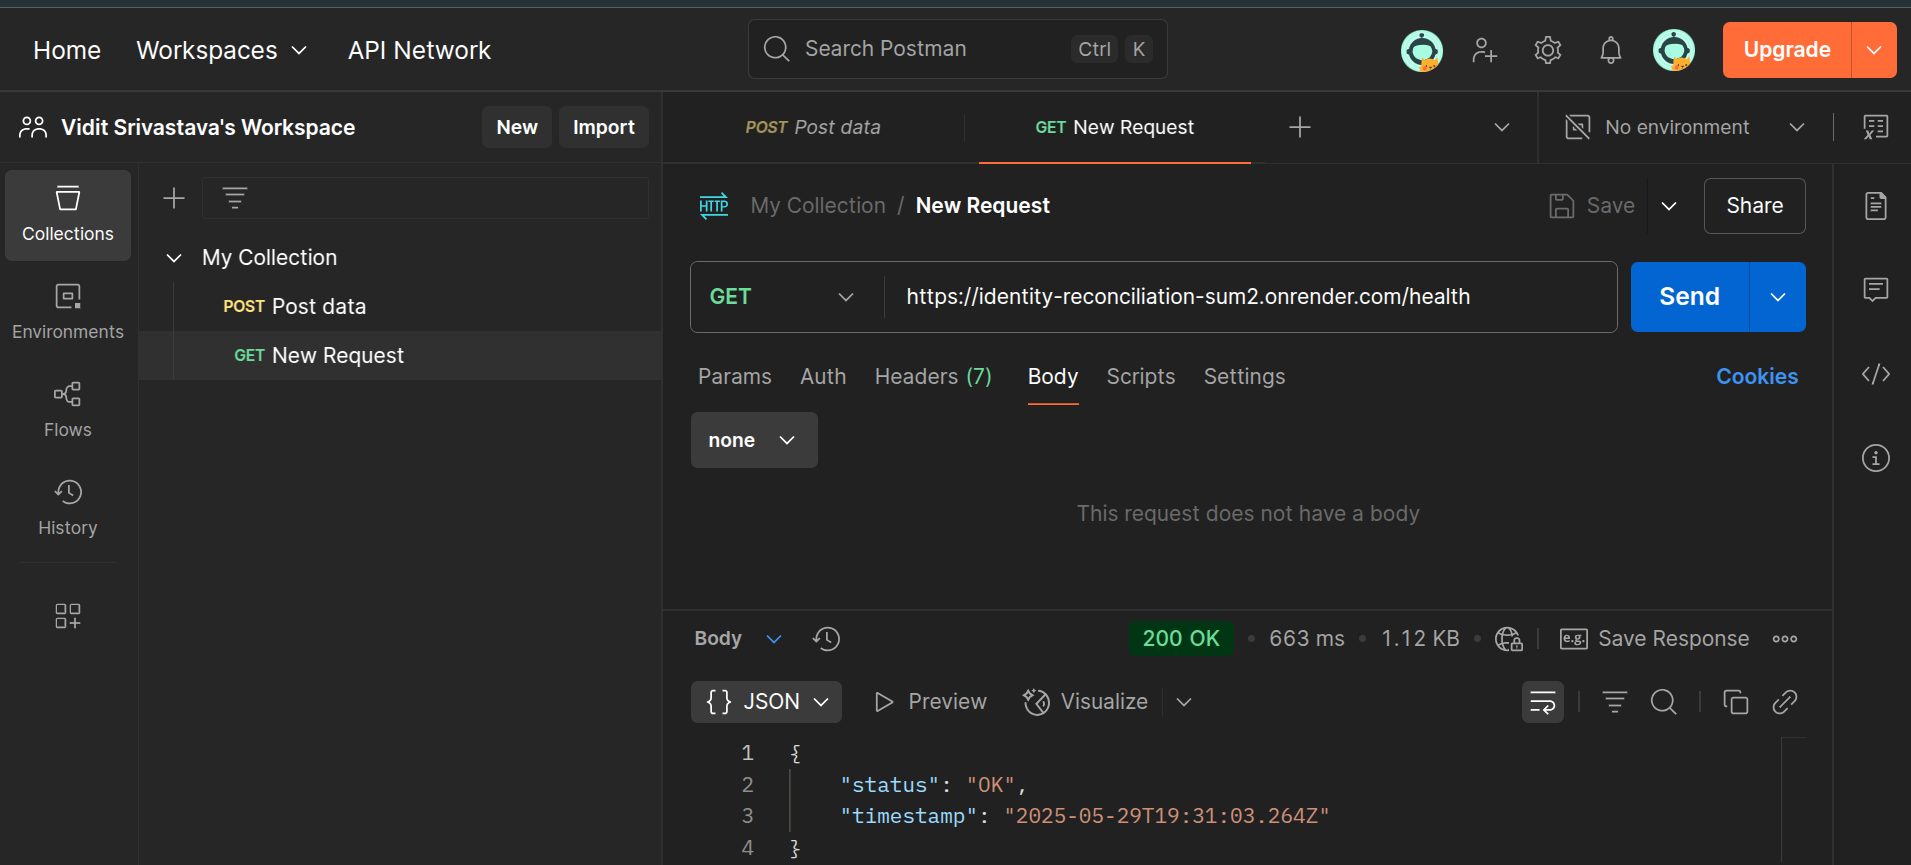 Home Workspaces API Network Search Postman Ctrl K Upgrade
Vidit Srivastava's Workspace New Import
POST Post data GET New Request No environment
Collections
Environments
Flows
History
My Collection
POST Post data
GET New Request
HTTP My Collection / New Request Save Share
GET https://identity-reconciliation-sum2.onrender.com/health Send
Params Auth Headers (7) Body Scripts Settings Cookies
none
This request does not have a body
Body 200 OK • 663 ms • 1.12 KB • e.g. Save Response
{} JSON Preview Visualize
1 {
2 "status": "OK",
3 "timestamp": "2025-05-29T19:31:03.264Z"
4 }